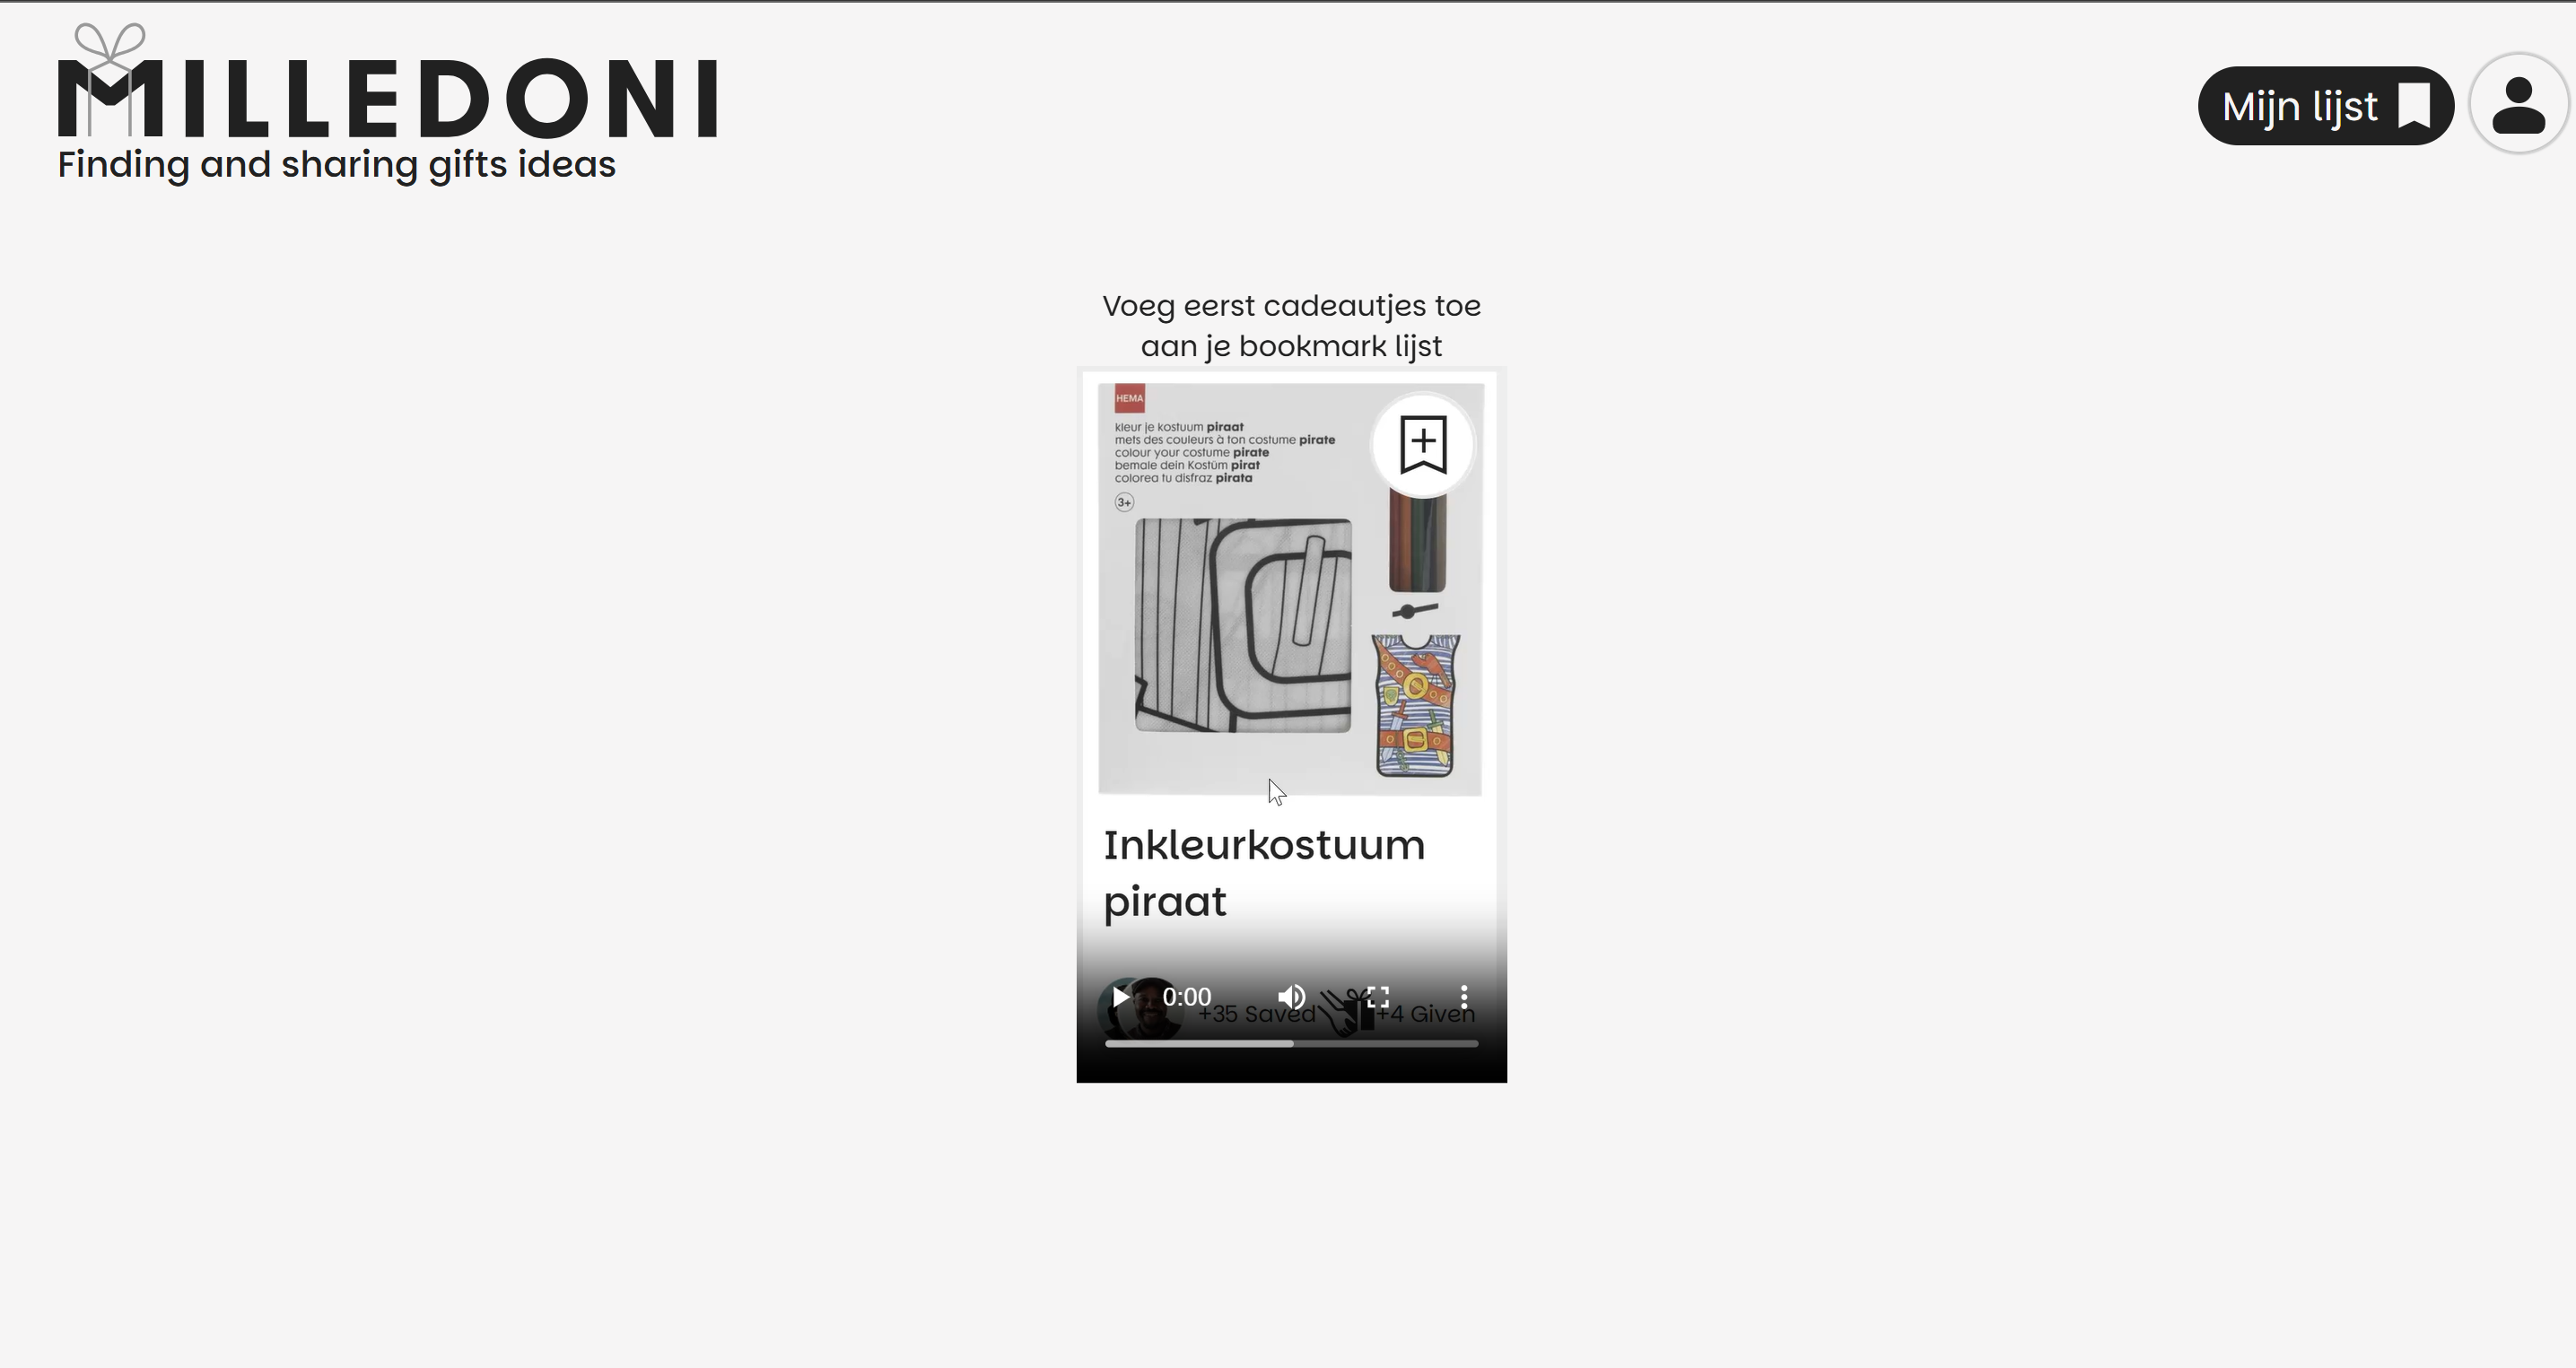 MILLEDONI
Finding and sharing gifts ideas
Mijn lijst
Voeg eerst cadeautjes toe
aan je bookmark lijst
HEMA
kleur je kostuum piraat
mets des couleurs à ton costume pirate
colour your costume pirate
bemale dein Kostüm pirat
colorea tu disfraz pirata
3+
Inkleurkostuum
piraat
0:00
+35 Saved
+4 Given